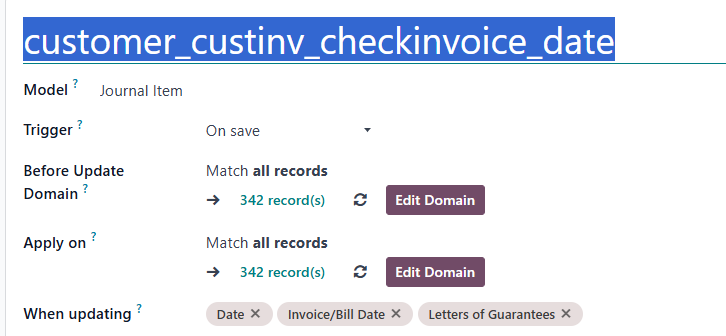 customer_custinv_checkinvoice_date
Model ? Journal Item
Trigger ? On save
Before Update Domain ? Match all records
→ 342 record(s) Edit Domain
Apply on ? Match all records
→ 342 record(s) Edit Domain
When updating ? Date ✕ Invoice/Bill Date ✕ Letters of Guarantees ✕